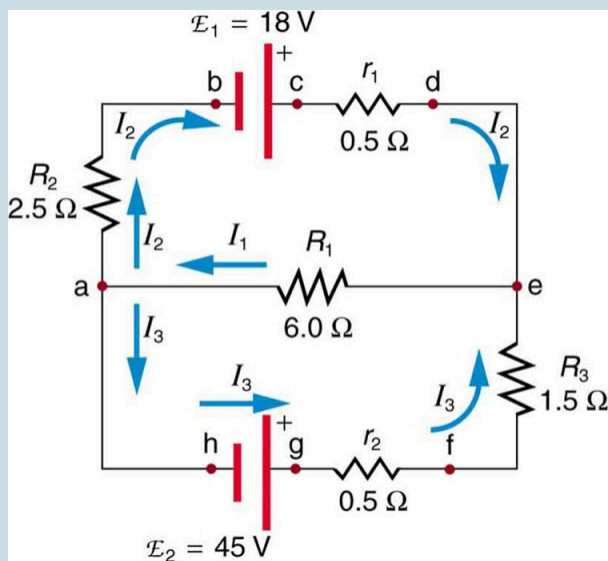 ℰ₁ = 18 V
+
b
c
r₁
d
I₂
0.5 Ω
I₂
R₂
2.5 Ω
I₂
I₁
R₁
a
e
6.0 Ω
I₃
I₃
R₃
1.5 Ω
I₃
+
h
g
r₂
f
0.5 Ω
ℰ₂ = 45 V